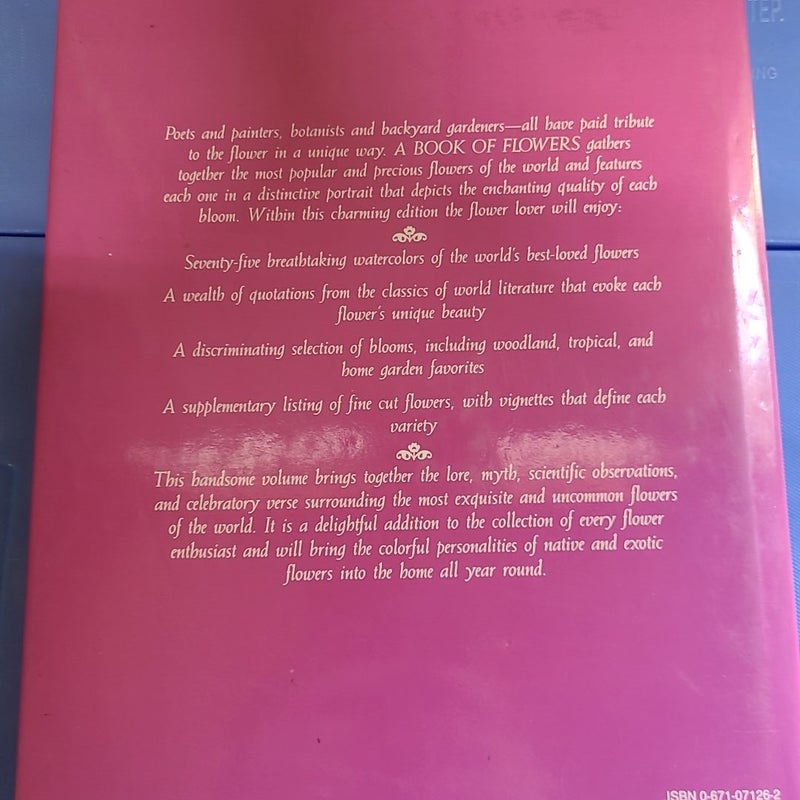 TEP.
NG
Poets and painters, botanists and backyard gardeners—all have paid tribute
to the flower in a unique way. A BOOK OF FLOWERS gathers
together the most popular and precious flowers of the world and features
each one in a distinctive portrait that depicts the enchanting quality of each
bloom. Within this charming edition the flower lover will enjoy:
Seventy-five breathtaking watercolors of the world's best-loved flowers
A wealth of quotations from the classics of world literature that evoke each
flower's unique beauty
A discriminating selection of blooms, including woodland, tropical, and
home garden favorites
A supplementary listing of fine cut flowers, with vignettes that define each
variety
This handsome volume brings together the lore, myth, scientific observations,
and celebratory verse surrounding the most exquisite and uncommon flowers
of the world. It is a delightful addition to the collection of every flower
enthusiast and will bring the colorful personalities of native and exotic
flowers into the home all year round.
ISBN 0-671-07126-2